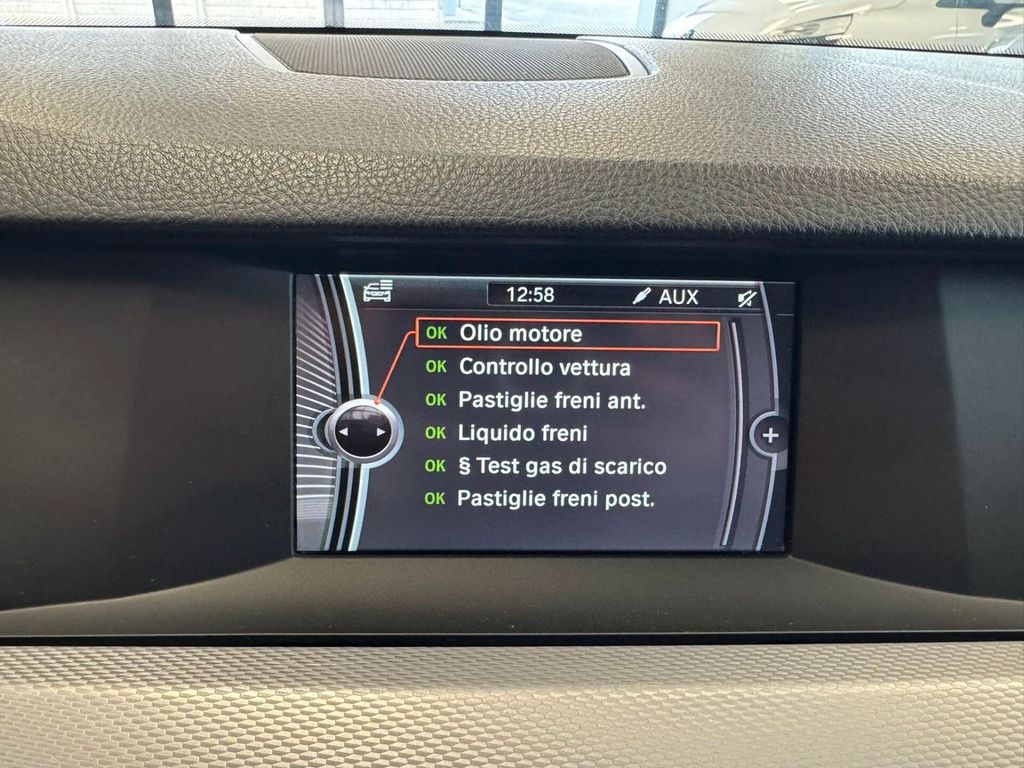 12:58 AUX
OK Olio motore
OK Controllo vettura
OK Pastiglie freni ant.
OK Liquido freni
OK § Test gas di scarico
OK Pastiglie freni post.